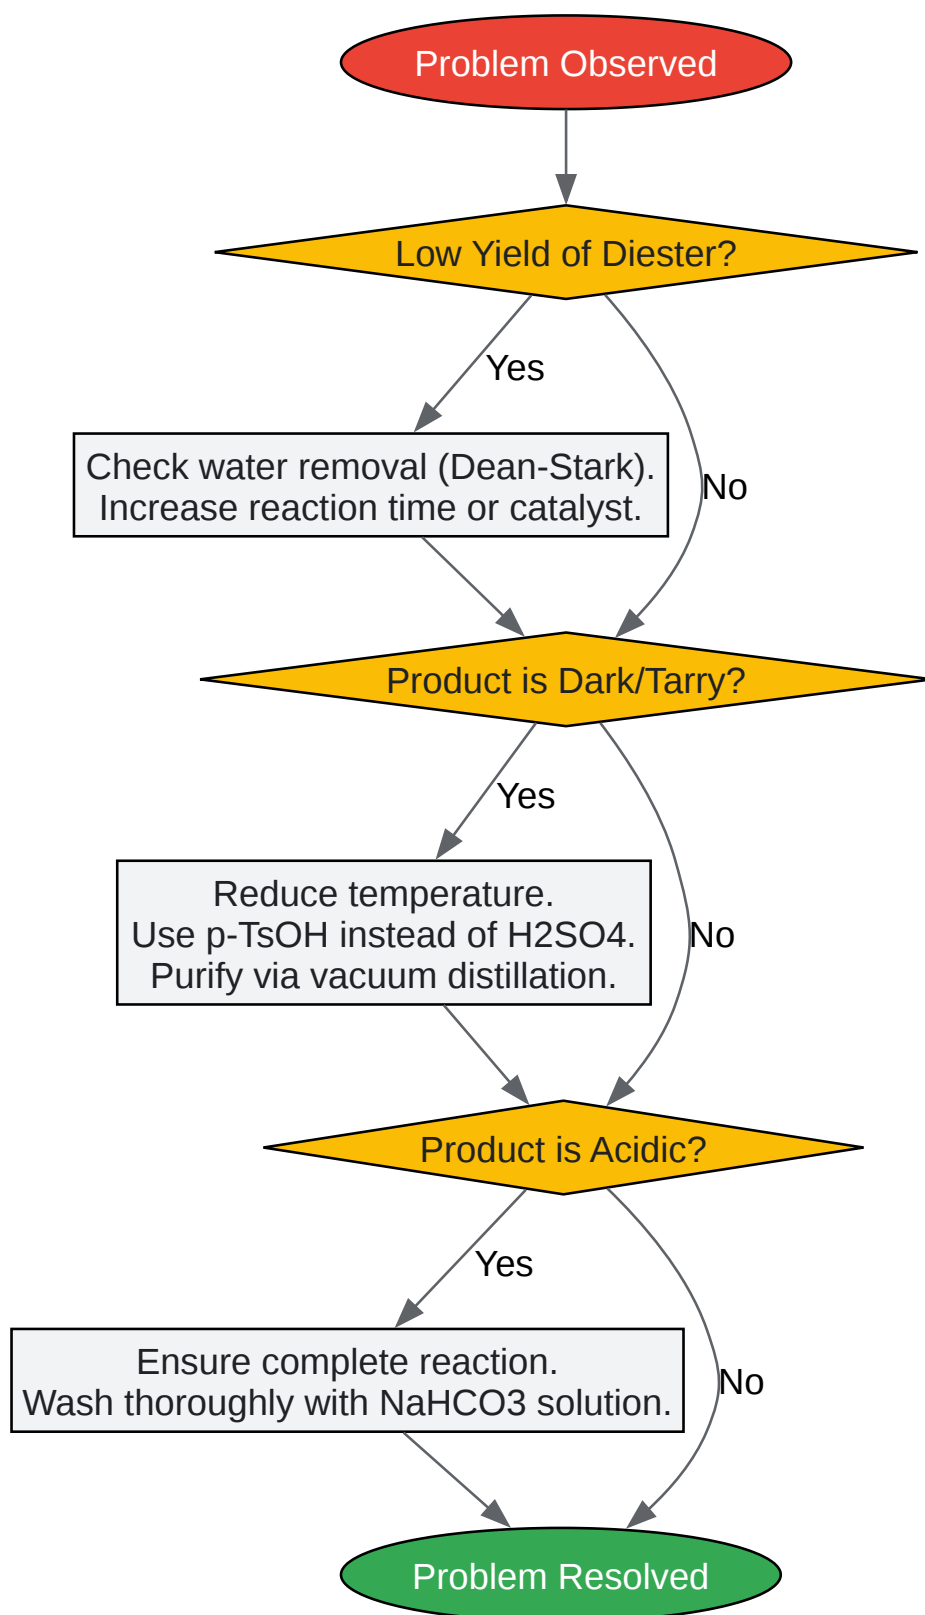 Problem Observed
Low Yield of Diester?
Yes
Check water removal (Dean-Stark).
Increase reaction time or catalyst.
No
Product is Dark/Tarry?
Yes
Reduce temperature.
Use p-TsOH instead of H2SO4.
Purify via vacuum distillation.
No
Product is Acidic?
Yes
Ensure complete reaction.
Wash thoroughly with NaHCO3 solution.
No
Problem Resolved